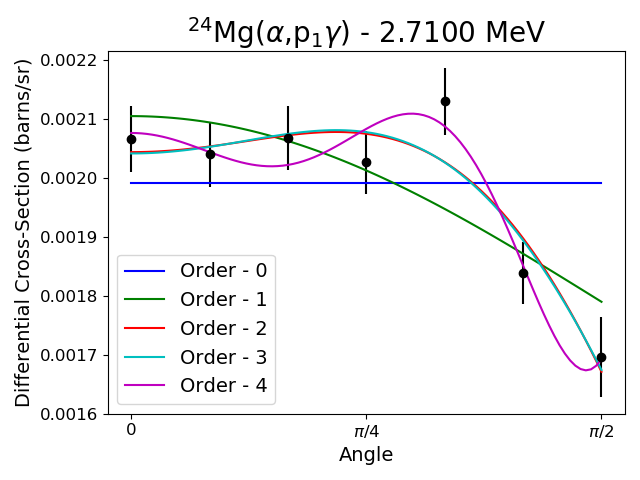 ²⁴Mg(α,p₁γ) - 2.7100 MeV
Differential Cross-Section (barns/sr)
0.0022
0.0021
0.0020
0.0019
0.0018
0.0017
0.0016
Order - 0
Order - 1
Order - 2
Order - 3
Order - 4
0
π/4
π/2
Angle